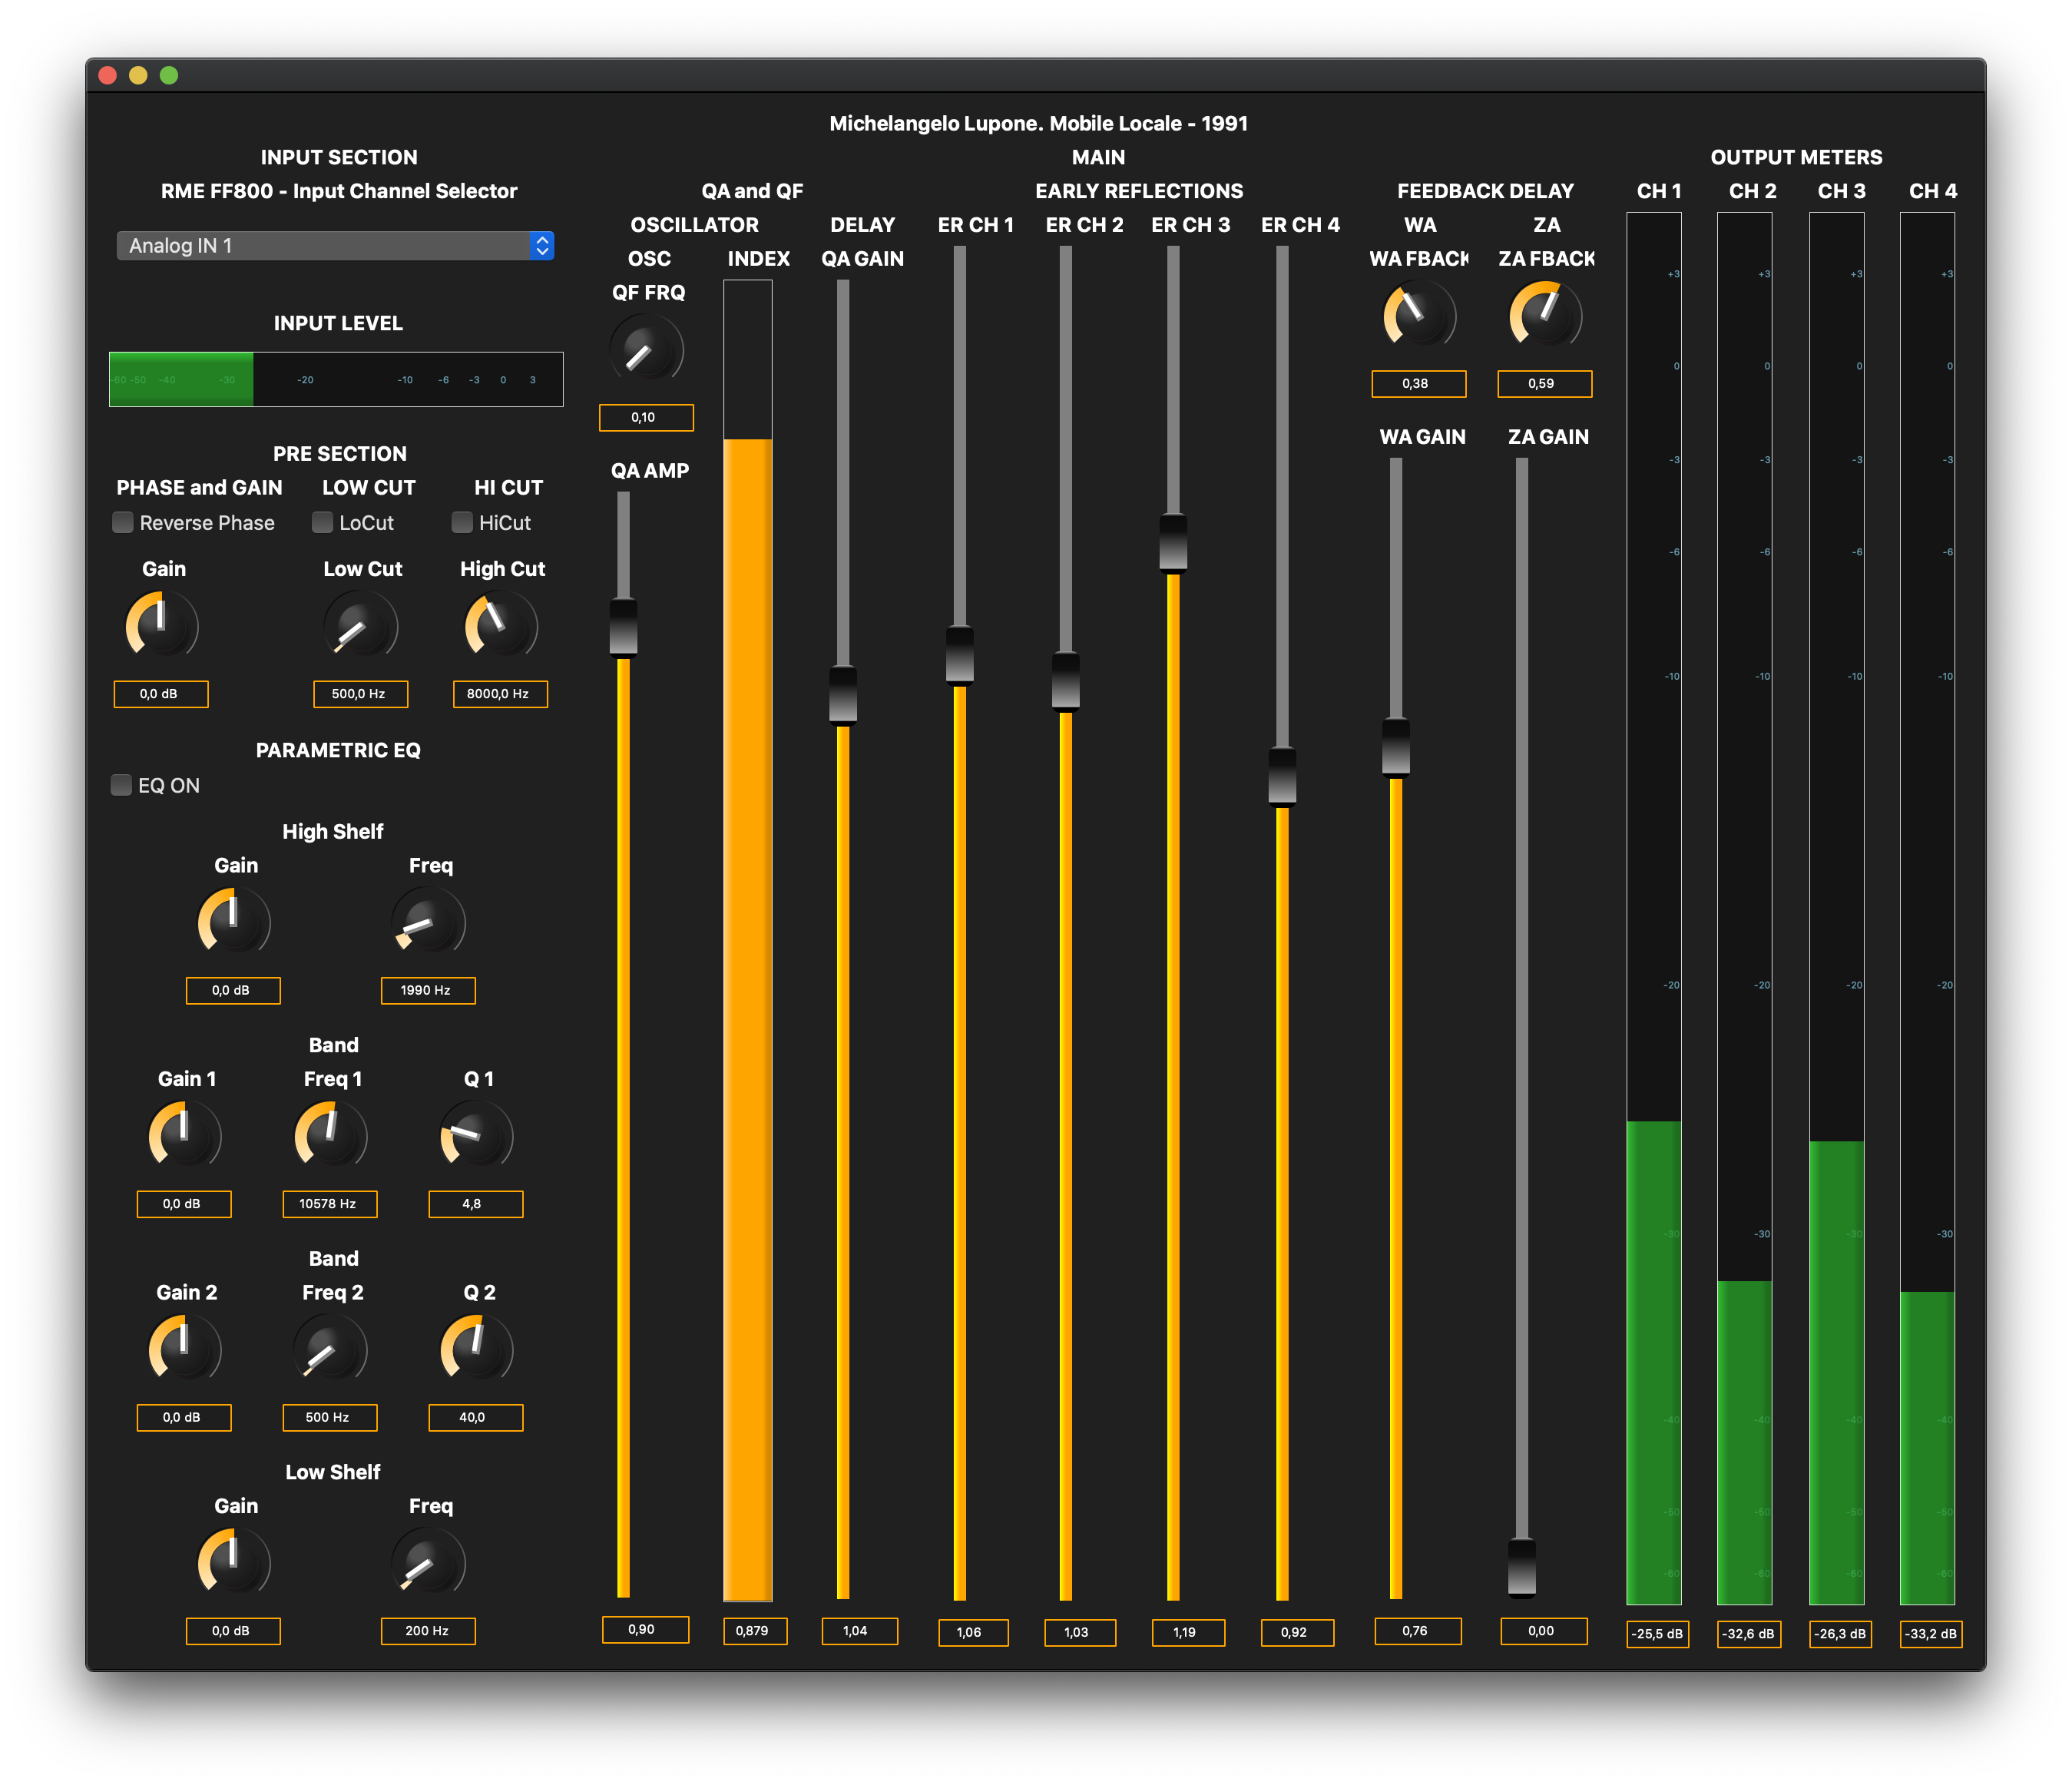 Michelangelo Lupone. Mobile Locale - 1991
INPUT SECTION
RME FF800 - Input Channel Selector
Analog IN 1
INPUT LEVEL
-60 -50 -40 -30 -20 -10 -6 -3 0 3
PRE SECTION
PHASE and GAIN LOW CUT HI CUT
Reverse Phase LoCut HiCut
Gain Low Cut High Cut
0,0 dB 500,0 Hz 8000,0 Hz
PARAMETRIC EQ
EQ ON
High Shelf
Gain Freq
0,0 dB 1990 Hz
Band
Gain 1 Freq 1 Q 1
0,0 dB 10578 Hz 4,8
Band
Gain 2 Freq 2 Q 2
0,0 dB 500 Hz 40,0
Low Shelf
Gain Freq
0,0 dB 200 Hz
MAIN
QA and QF
OSCILLATOR DELAY
OSC INDEX QA GAIN
QF FRQ
0,10
QA AMP
0,90 0,879 1,04
EARLY REFLECTIONS
ER CH 1 ER CH 2 ER CH 3 ER CH 4
1,06 1,03 1,19 0,92
FEEDBACK DELAY
WA ZA
WA FBACK ZA FBACK
0,38 0,59
WA GAIN ZA GAIN
0,76 0,00
OUTPUT METERS
CH 1 CH 2 CH 3 CH 4
+3 +3 +3 +3
0 0 0 0
-3 -3 -3 -3
-6 -6 -6 -6
-10 -10 -10 -10
-20 -20 -20 -20
-30 -30 -30 -30
-40 -40 -40 -40
-50 -50 -50 -50
-60 -60 -60 -60
-25,5 dB -32,6 dB -26,3 dB -33,2 dB